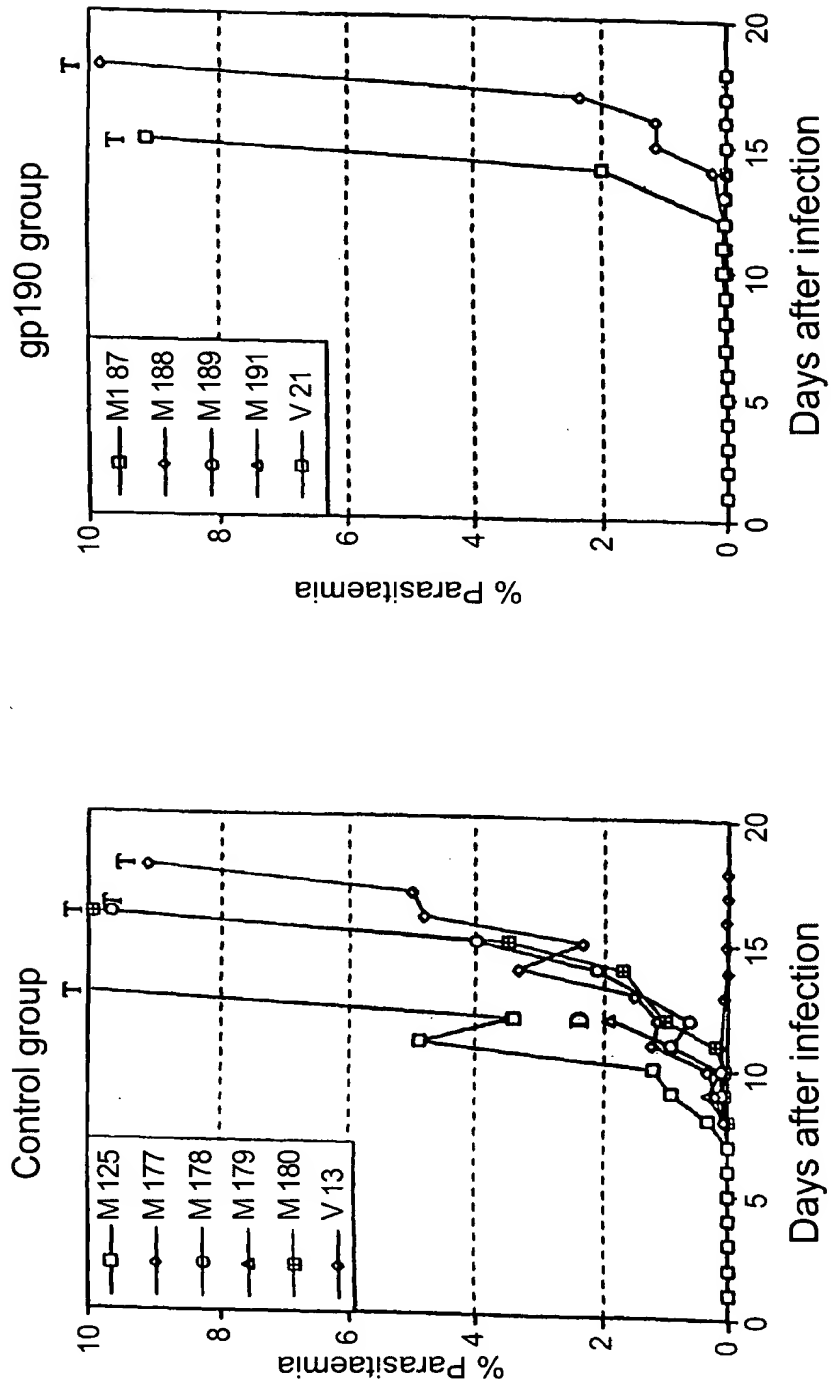 Control group
10
8
6
4
2
0
% Parasitaemia
M 125
M 177
M 178
M 179
M 180
V 13
T
T
T
T
D
0
5
10
15
20
Days after infection
gp190 group
10
8
6
4
2
0
% Parasitaemia
M1 87
M 188
M 189
M 191
V 21
T
T
0
5
10
15
20
Days after infection